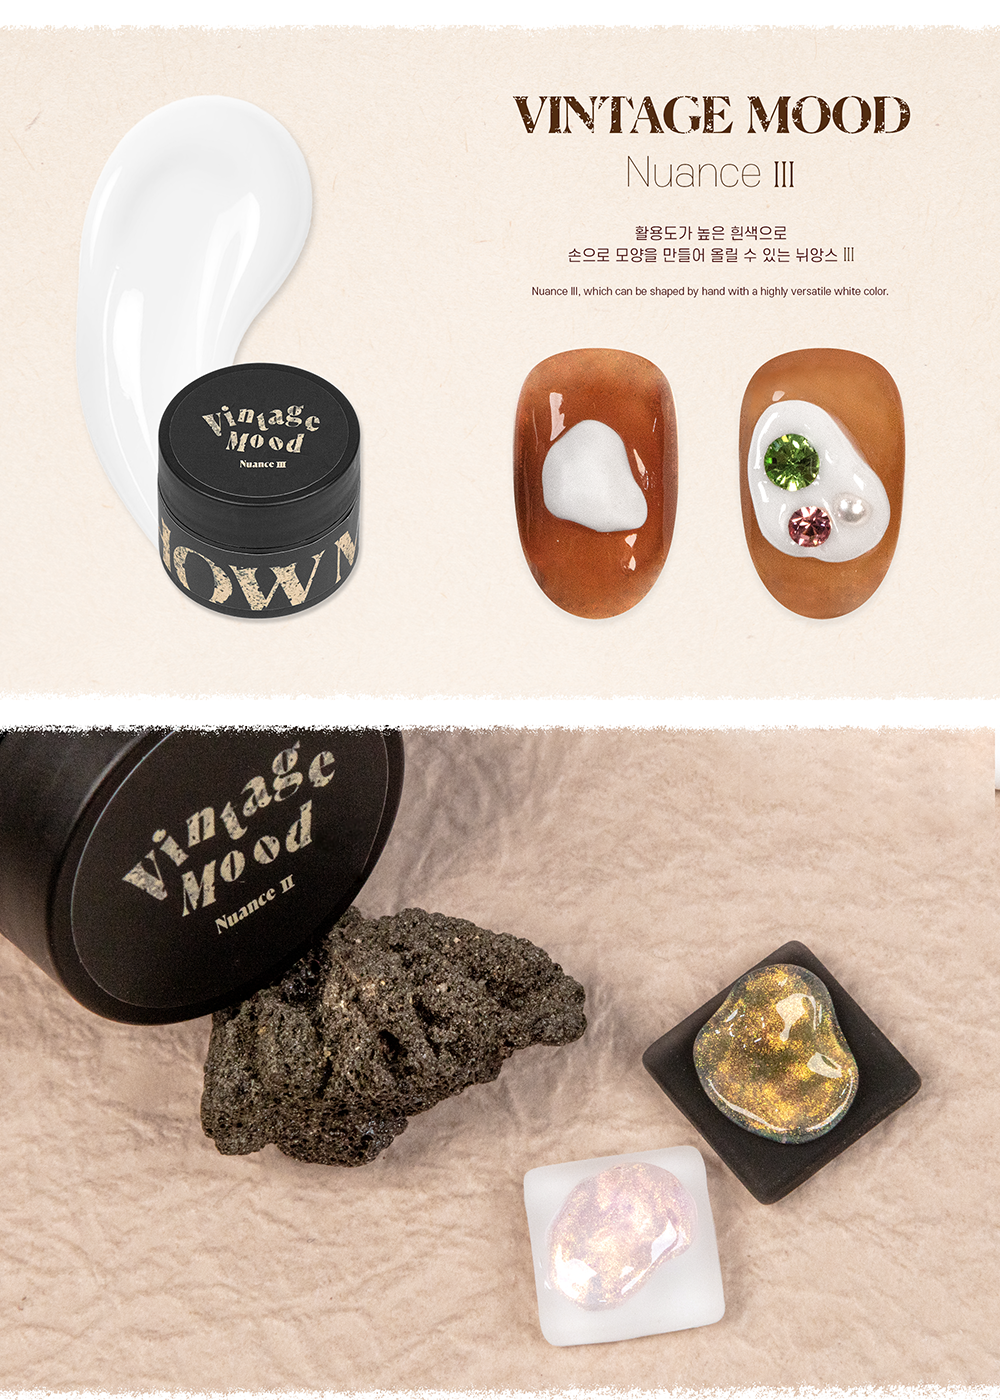 VINTAGE MOOD
Nuance III
활용도가 높은 흰색으로
손으로 모양을 만들어 올릴 수 있는 뉘앙스 III
Nuance III, which can be shaped by hand with a highly versatile white color.
Vintage
Mood
Nuance III
Vintage
Mood
Nuance II